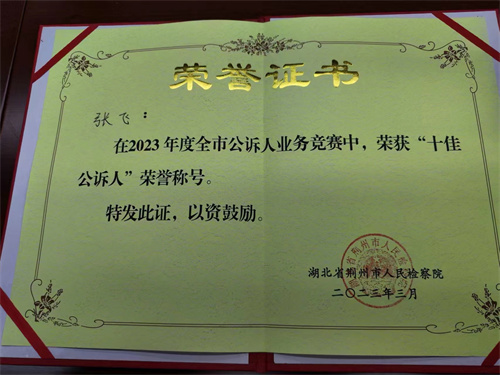 荣誉证书
张飞：
在2023年度全市公诉人业务竞赛中，荣获“十佳
公诉人”荣誉称号。
特发此证，以资鼓励。
湖北省荆州市人民检察院
二〇二三年三月